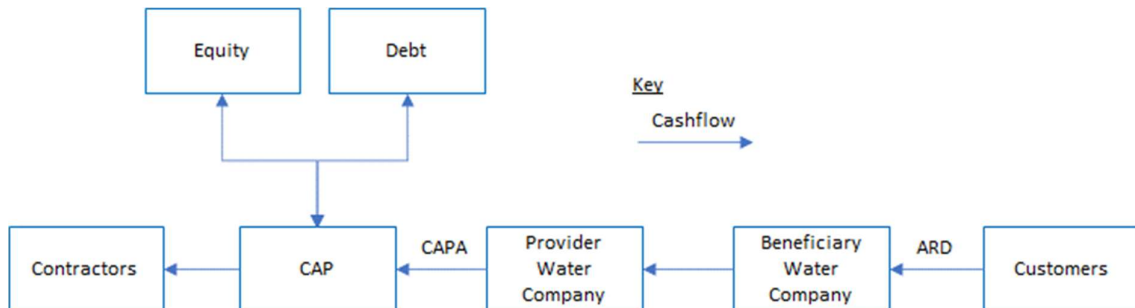 Equity
Debt
Key
Cashflow
Contractors
CAP
CAPA
Provider
Water
Company
Beneficiary
Water
Company
ARD
Customers